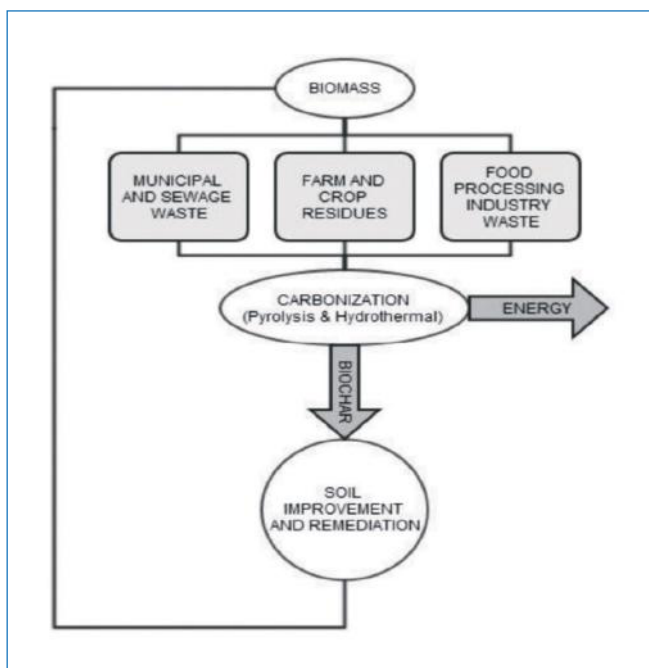 BIOMASS
MUNICIPAL
AND SEWAGE
WASTE
FARM AND
CROP
RESIDUES
FOOD
PROCESSING
INDUSTRY
WASTE
CARBONIZATION
(Pyrolysis & Hydrothermal)
ENERGY
BIOCHAR
SOIL
IMPROVEMENT
AND REMEDIATION